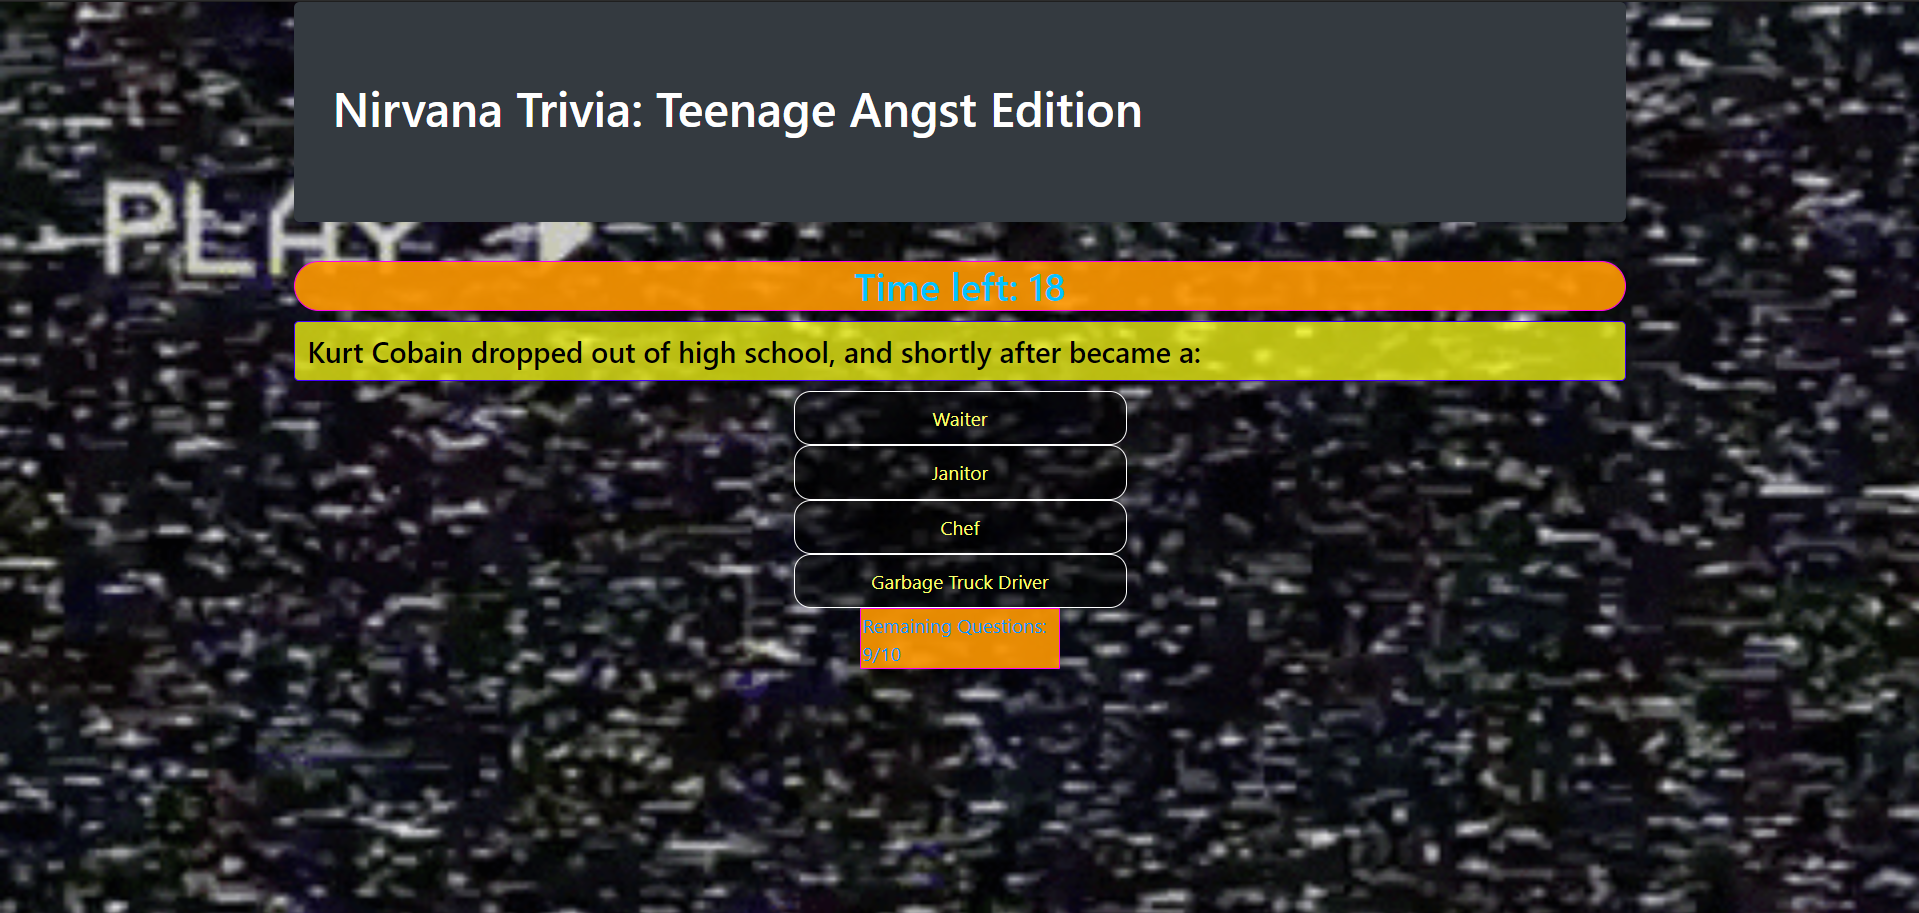 Nirvana Trivia: Teenage Angst Edition
PLAY
Time left: 18
Kurt Cobain dropped out of high school, and shortly after became a:
Waiter
Janitor
Chef
Garbage Truck Driver
Remaining Questions:
9/10